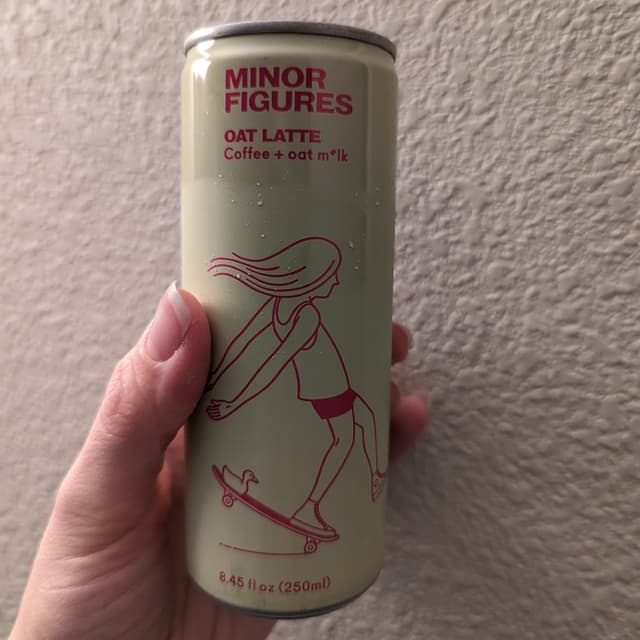 MINOR
FIGURES
OAT LATTE
Coffee + oat m*lk
8.45 fl oz (250ml)